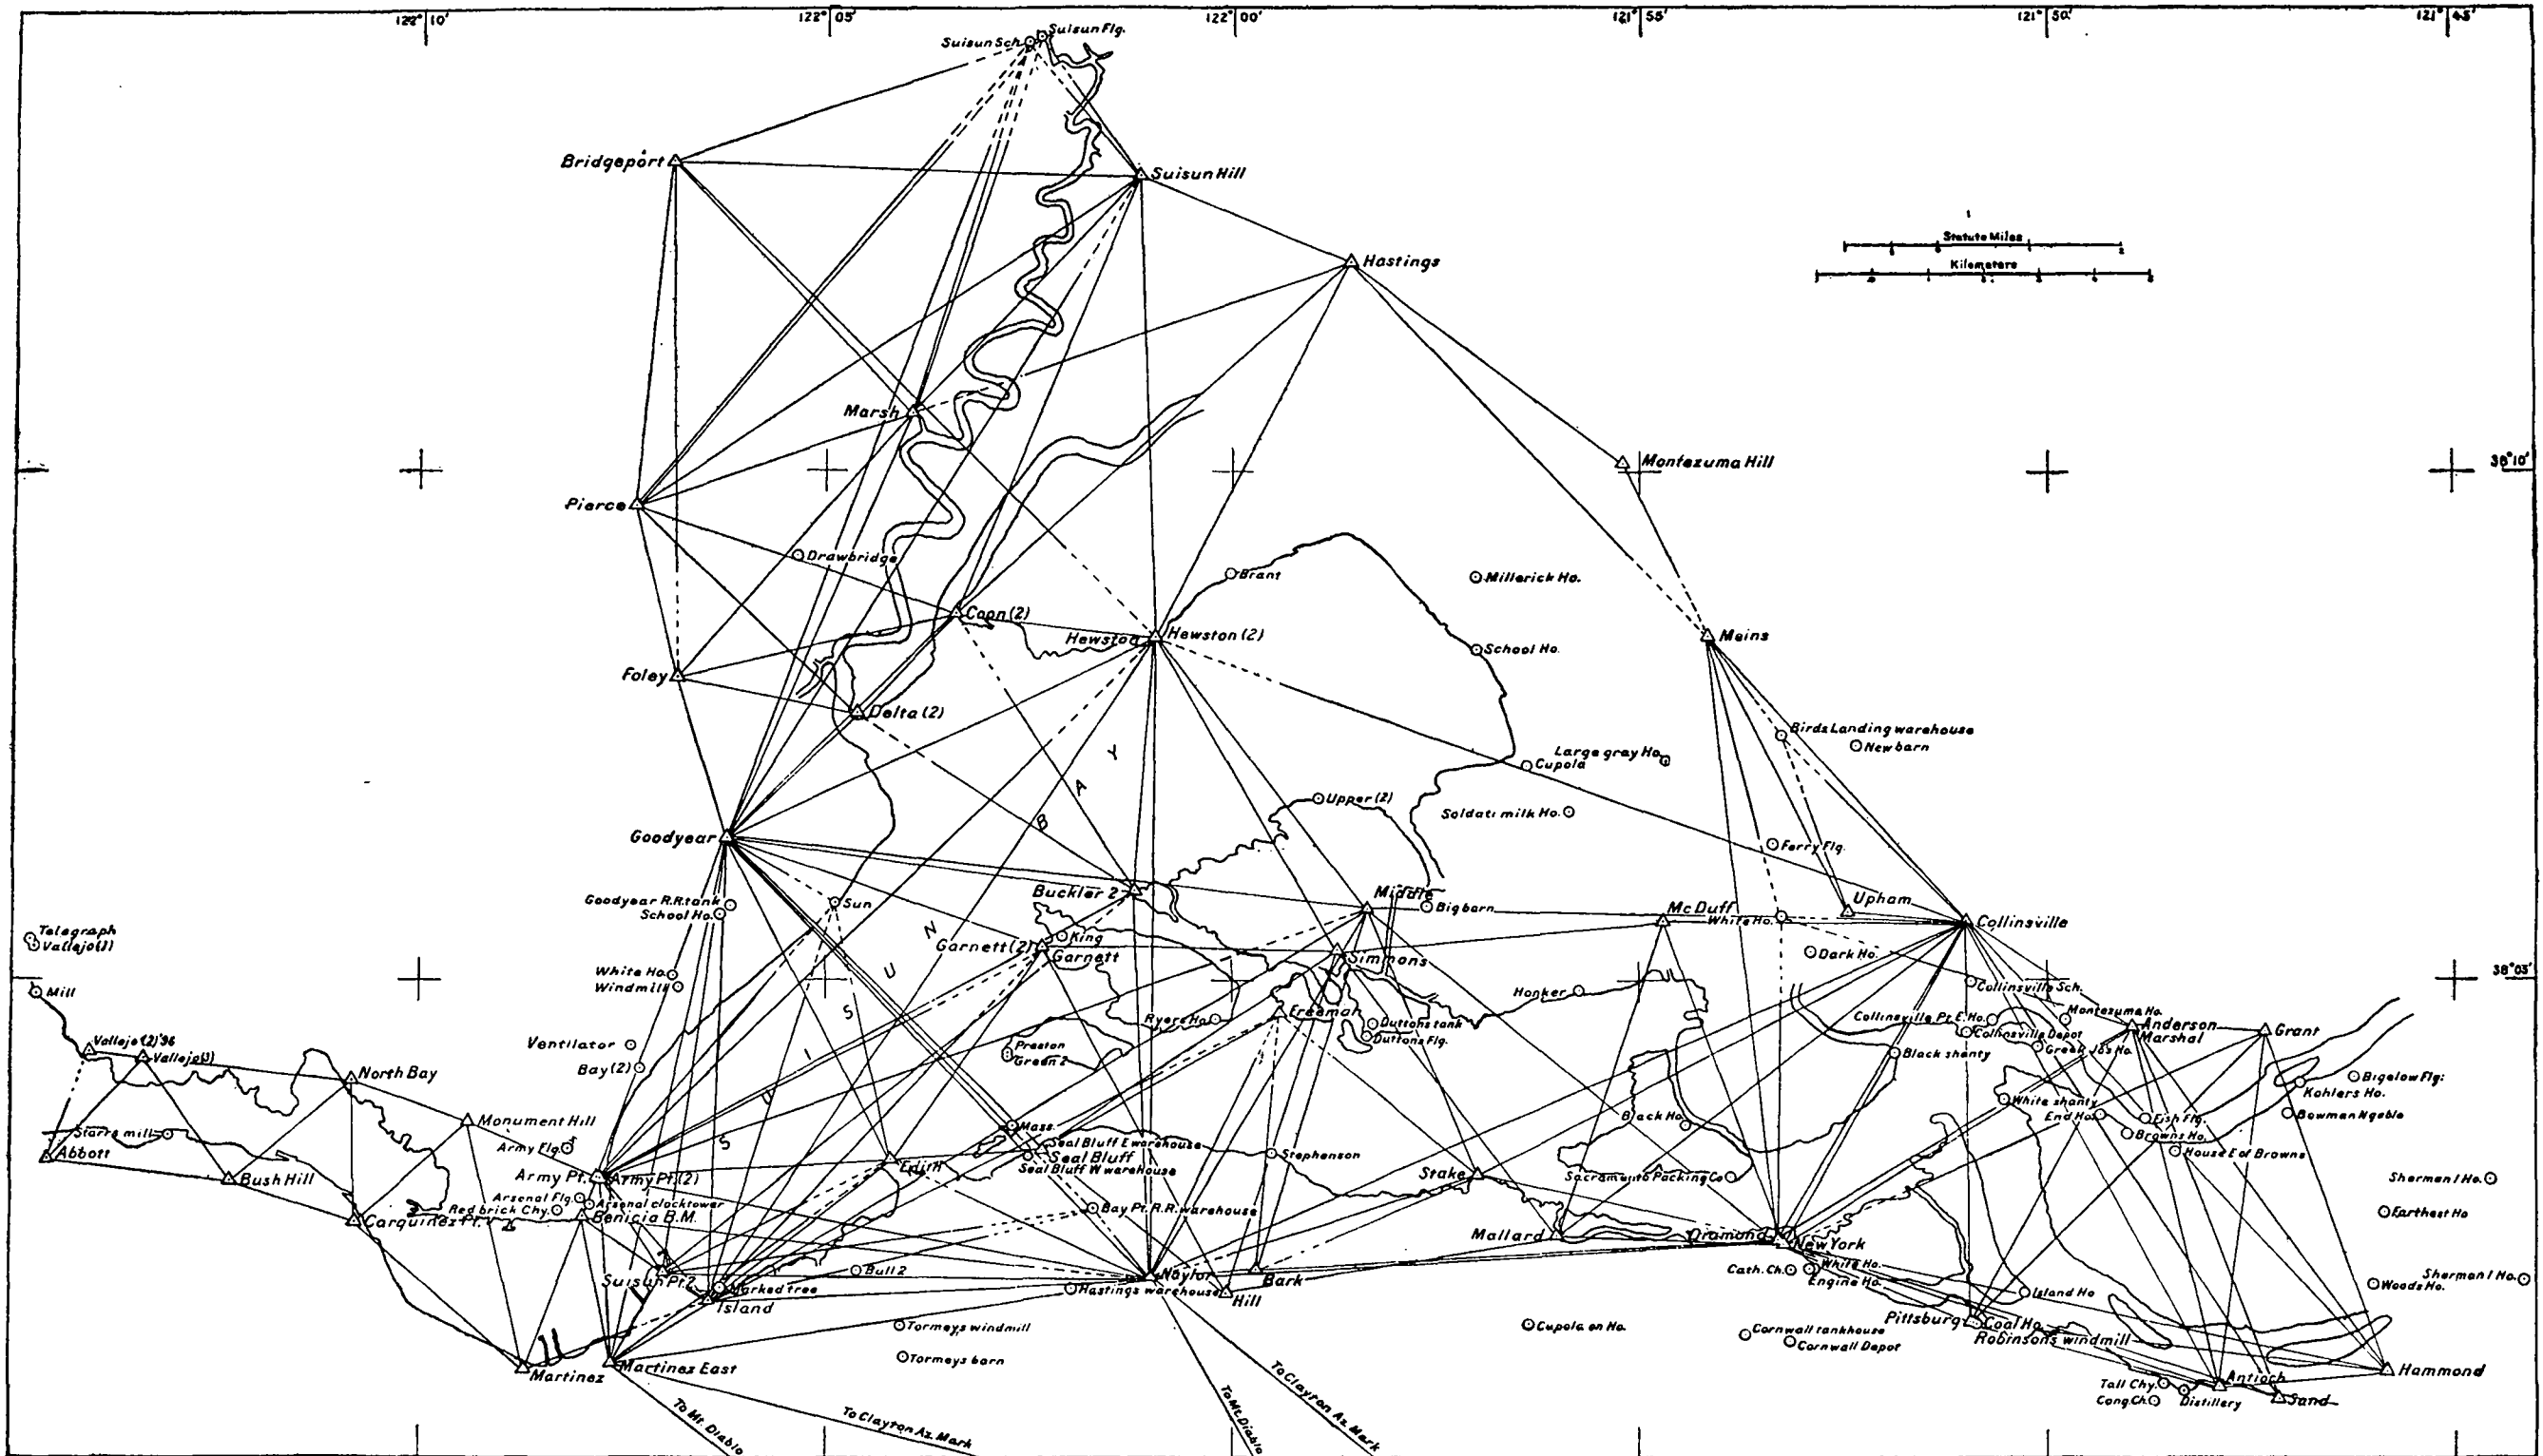 122° 10'
122° 05'
122° 00'
121° 55'
121° 50'
121° 45'
Suisun Sch.
Suisun Flg.
Bridgeport
Suisun Hill
Statute Miles
Kilometers
Hastings
Marsh
Montezuma Hill
38° 10'
Pierce
Drawbridge
Brant
Millerick Ho.
Coon (2)
Hewston
Hewston (2)
School Ho.
Meins
Foley
Delta (2)
Birds Landing warehouse
New barn
Large gray Ho.
Cupola
Upper (2)
Soldati milk Ho.
Ferry Flg.
Goodyear
SUISUN BAY
Buckler 2
Middle
Big barn
Mc Duff
White Ho.
Upham
Collinsville
Goodyear R.R. tank
School Ho.
Sun
Telegraph
Vallejo (1)
Garnett (2)
King
Garnett
Simmons
Dark Ho.
White Ho.
Windmill
38° 05'
Mill
Honker
Collinsville Sch.
Ryers Ho.
Freeman
Duttons tank
Duttons Flg.
Collinsville Pt. E. Ho.
Montezuma Ho.
Collinsville Depot
Anderson
Marshal
Grant
Greek Jos Ho.
Ventilator
Vallejo (2) '96
Vallejo (3)
Preston
Green 2
Black shanty
Bay (2)
North Bay
Bigelow Flg.
Kohlers Ho.
White shanty
End Ho.
Fish Flg.
Bowman N gable
Monument Hill
Mass
Black Ho.
Starrs mill
Army Flg.
Seal Bluff E warehouse
Seal Bluff
Seal Bluff W warehouse
Browns Ho.
House E of Browns
Abbott
Edith
Stephenson
Bush Hill
Army Pt.
Army Pt. (2)
Stake
Sacramento Packing Co
Sherman I Ho.
Arsenal Flg.
Arsenal clocktower
Red brick Chy.
Benicia B.M.
Bay Pt. R.R. warehouse
Farthest Ho
Carquinez Pt.
Mallard
Diamond
New York
White Ho.
Cath. Ch.
Engine Ho.
Suisun Pt. 2
Marked tree
Island
Bull 2
Naylor
Bark
Hastings warehouse
Hill
Island Ho
Woods Ho.
Sherman I Ho.
Tormeys windmill
Cupola on Ho.
Cornwall tankhouse
Cornwall Depot
Pittsburg
Coal Ho.
Robinsons windmill
Tormeys barn
Martinez
Martinez East
Hammond
Tall Chy.
Cong. Ch.
Distillery
Antioch
Sand
To Mt. Diablo
To Clayton Az. Mark
To Mt. Diablo
To Clayton Az. Mark